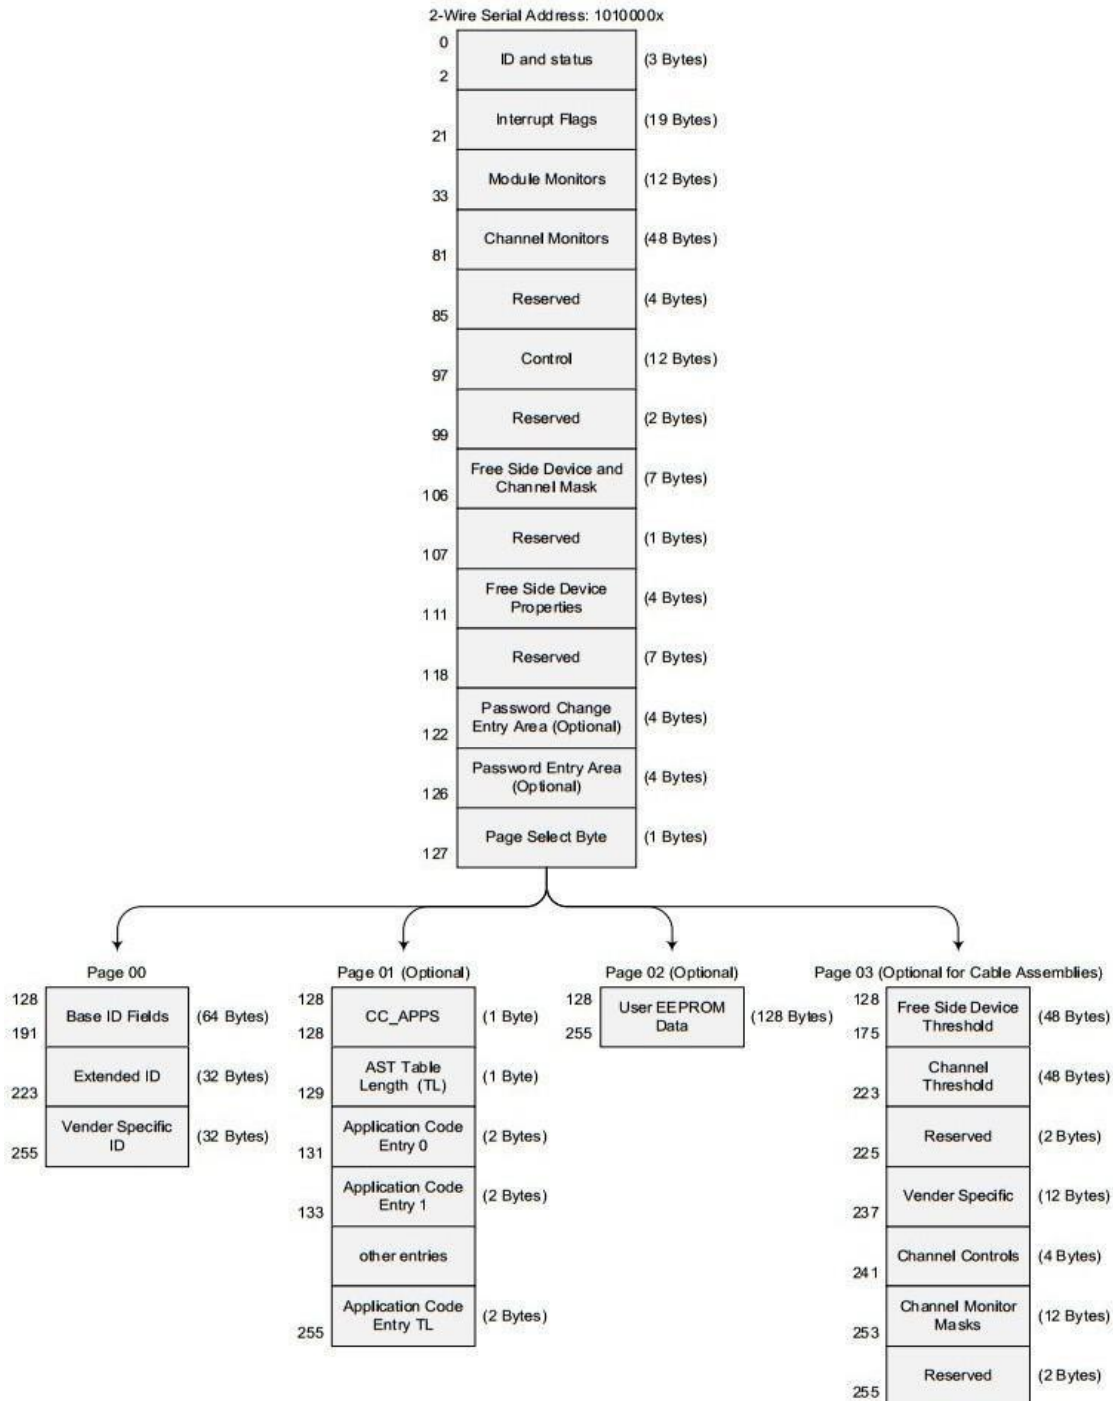 2-Wire Serial Address: 1010000x
0
ID and status (3 Bytes)
2
Interrupt Flags (19 Bytes)
21
Module Monitors (12 Bytes)
33
Channel Monitors (48 Bytes)
81
Reserved (4 Bytes)
85
Control (12 Bytes)
97
Reserved (2 Bytes)
99
Free Side Device and
Channel Mask (7 Bytes)
106
Reserved (1 Bytes)
107
Free Side Device
Properties (4 Bytes)
111
Reserved (7 Bytes)
118
Password Change
Entry Area (Optional) (4 Bytes)
122
Password Entry Area
(Optional) (4 Bytes)
126
Page Select Byte (1 Bytes)
127
Page 00
128
Base ID Fields (64 Bytes)
191
Extended ID (32 Bytes)
223
Vender Specific
ID (32 Bytes)
255
Page 01 (Optional)
128
CC_APPS (1 Byte)
128
AST Table
Length (TL) (1 Byte)
129
Application Code
Entry 0 (2 Bytes)
131
Application Code
Entry 1 (2 Bytes)
133
other entries
Application Code
Entry TL (2 Bytes)
255
Page 02 (Optional)
128
User EEPROM
Data (128 Bytes)
255
Page 03 (Optional for Cable Assemblies)
128
Free Side Device
Threshold (48 Bytes)
175
Channel
Threshold (48 Bytes)
223
Reserved (2 Bytes)
225
Vender Specific (12 Bytes)
237
Channel Controls (4 Bytes)
241
Channel Monitor
Masks (12 Bytes)
253
Reserved (2 Bytes)
255